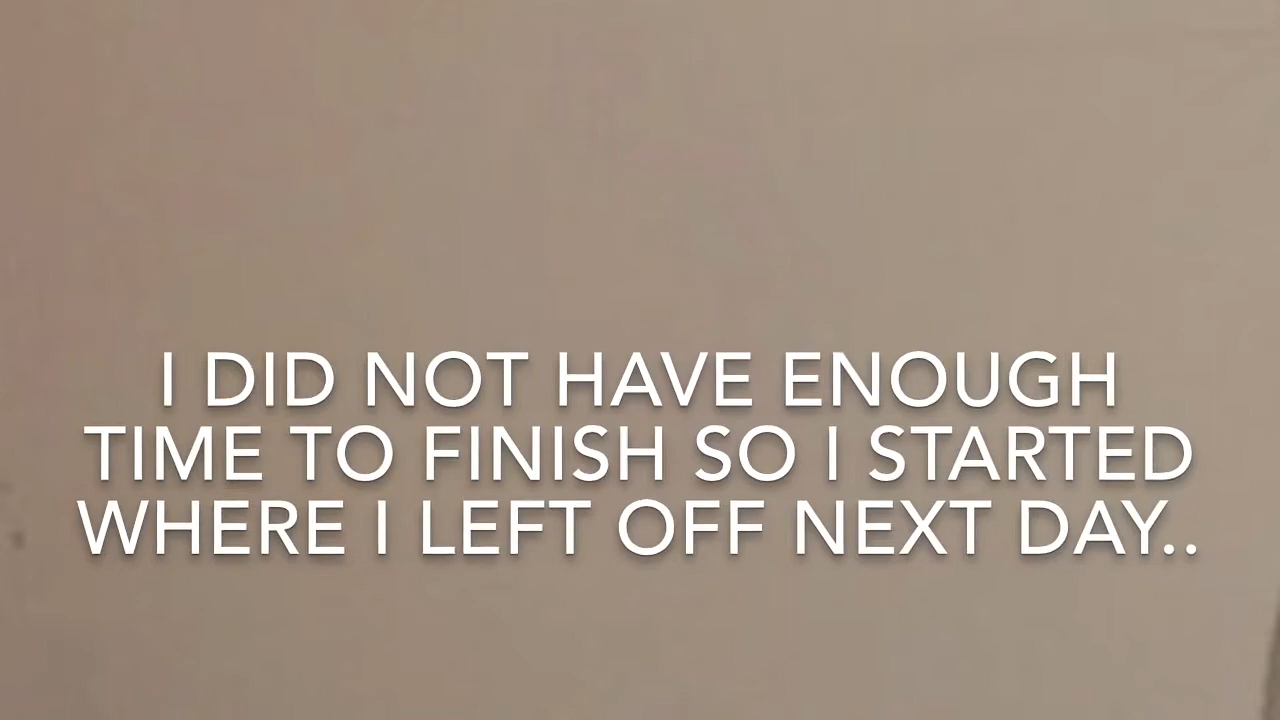 I DID NOT HAVE ENOUGH
TIME TO FINISH SO I STARTED
WHERE I LEFT OFF NEXT DAY..